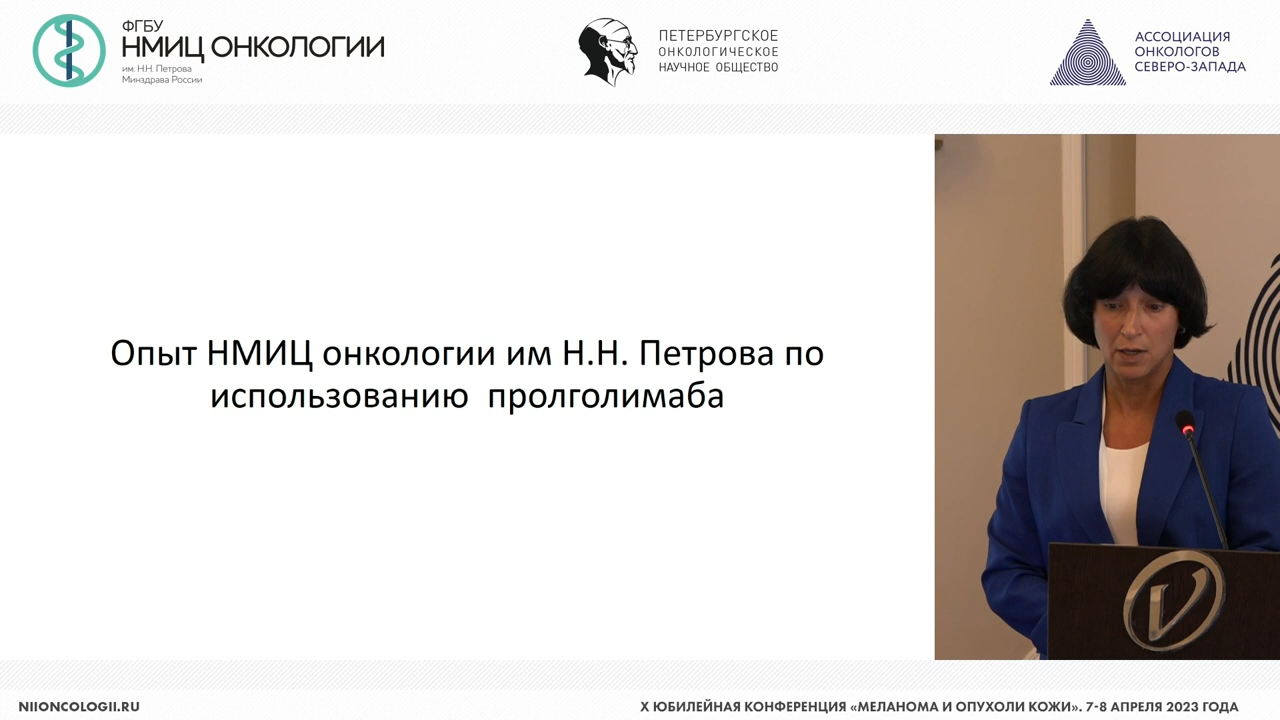 ФГБУ
НМИЦ ОНКОЛОГИИ
им. Н.Н. Петрова
Минздрава России
ПЕТЕРБУРГСКОЕ
ОНКОЛОГИЧЕСКОЕ
НАУЧНОЕ ОБЩЕСТВО
АССОЦИАЦИЯ
ОНКОЛОГОВ
СЕВЕРО-ЗАПАДА
Опыт НМИЦ онкологии им Н.Н. Петрова по
использованию пролголимаба
NIIONCOLOGII.RU
X ЮБИЛЕЙНАЯ КОНФЕРЕНЦИЯ «МЕЛАНОМА И ОПУХОЛИ КОЖИ». 7-8 АПРЕЛЯ 2023 ГОДА